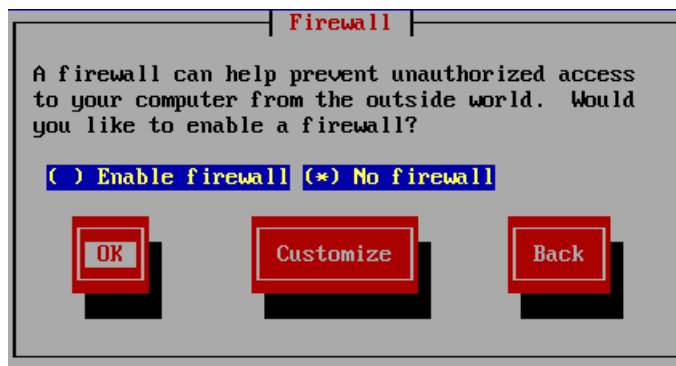 Firewall
A firewall can help prevent unauthorized access
to your computer from the outside world.  Would
you like to enable a firewall?
( ) Enable firewall (*) No firewall
OK Customize Back